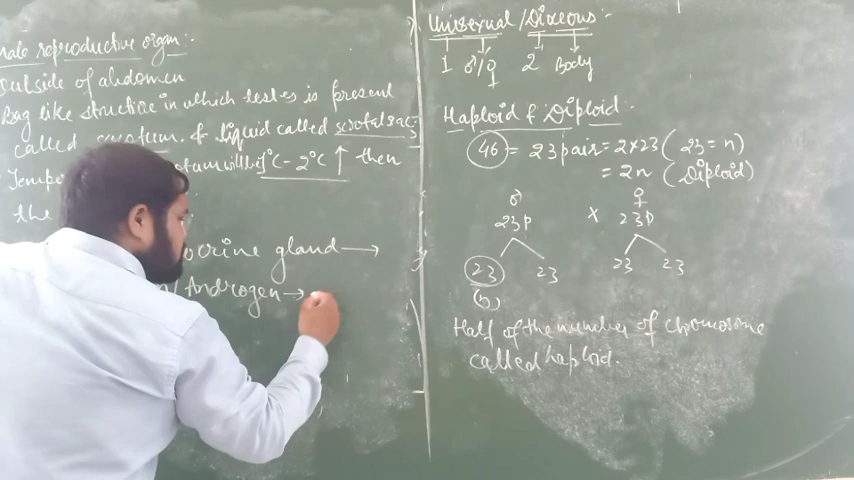 male reproductive organ:-
outside of abdomen
Bag like structure in which testes is present
called scrotum & liquid called scrotal sac.
Tempe otum will 1°C - 2°C ↑ then
the
ocrine gland →
n/Androgen →
Unisexual / Dioecious:-
1 ♂/♀ 2 Body
Haploid & Diploid:-
46 = 23 pair = 2×23 (23 = n)
= 2n (Diploid)
♂ ♀
23p × 23p
23 23 23 23
(n)
Half of the number of chromosome
called haploid.